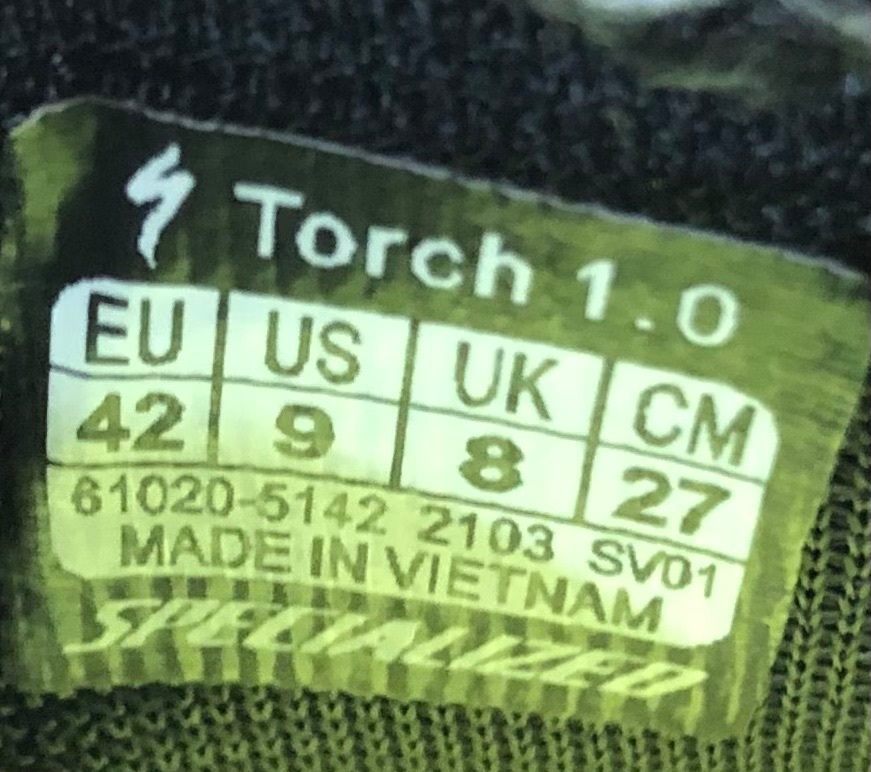 Torch 1.0
EU US UK CM
42 9 8 27
61020-5142 2103 SV01
MADE IN VIETNAM
SPECIALIZED